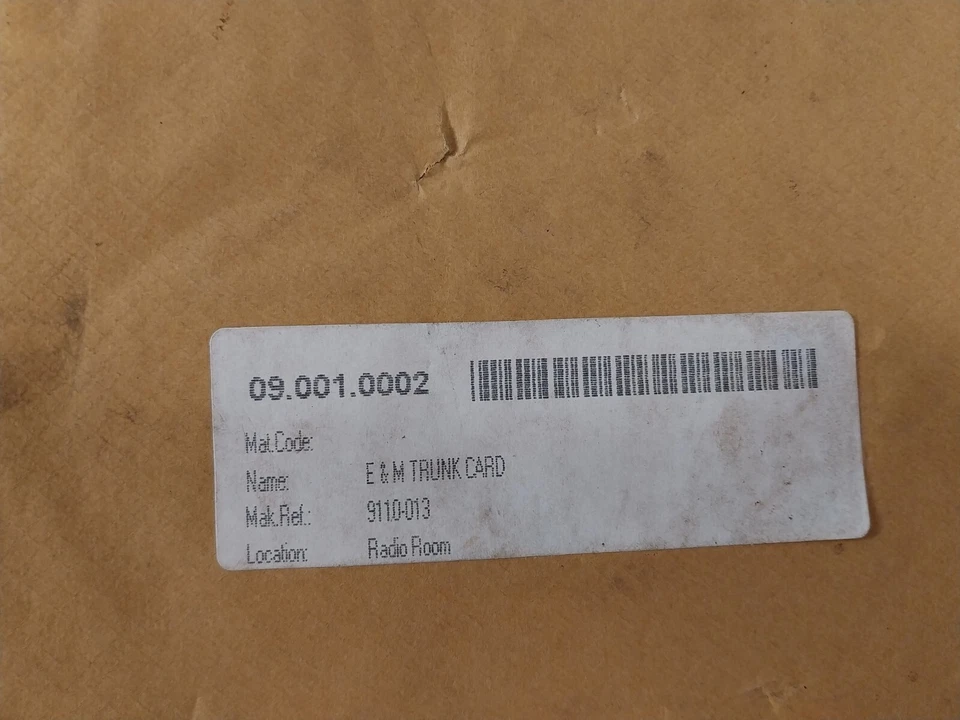 09.001.0002
Mat.Code:
Name: E & M TRUNK CARD
Mak.Ref.: 9110-013
Location: Radio Room